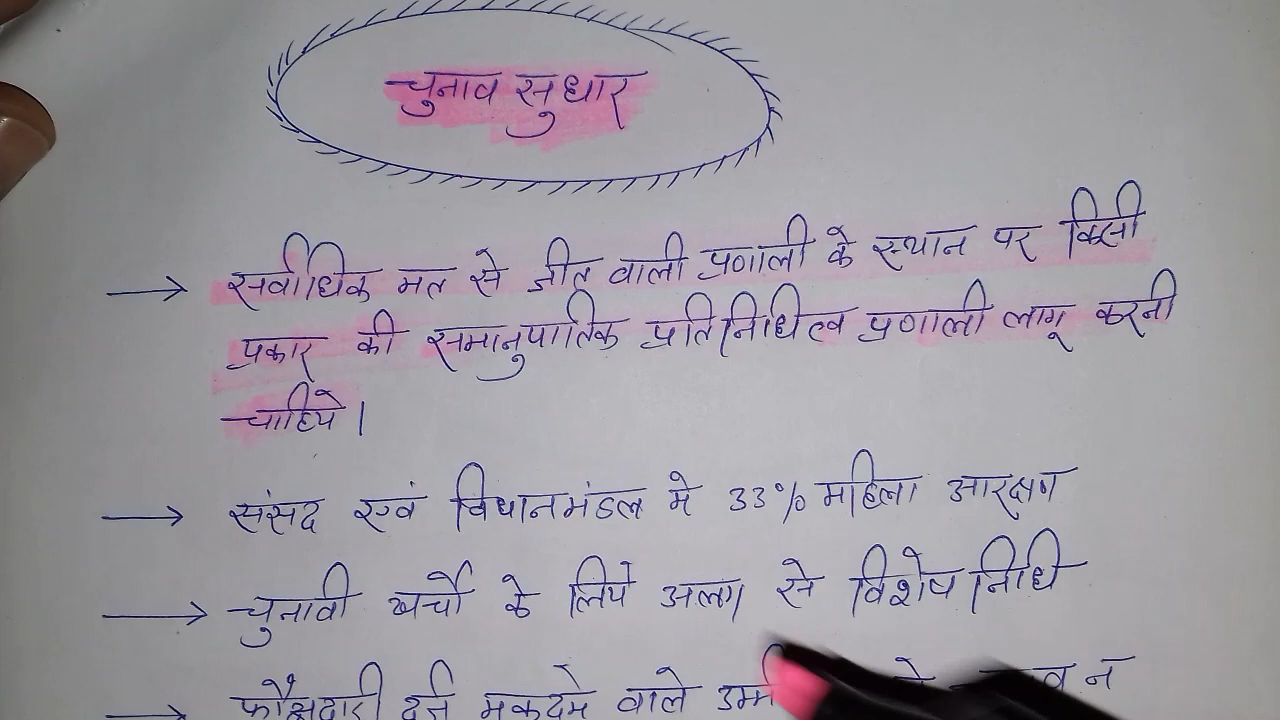 चुनाव सुधार
→ सर्वाधिक मत से जीत वाली प्रणाली के स्थान पर किसी
प्रकार की समानुपातिक प्रतिनिधित्व प्रणाली लागू करनी
चाहिये।
→ संसद एवं विधानमंडल मे 33% महिला आरक्षण
→ चुनावी खर्चो के लिये अलग से विशेष निधि
→ फौजदारी दर्ज मुकदमे वाले न